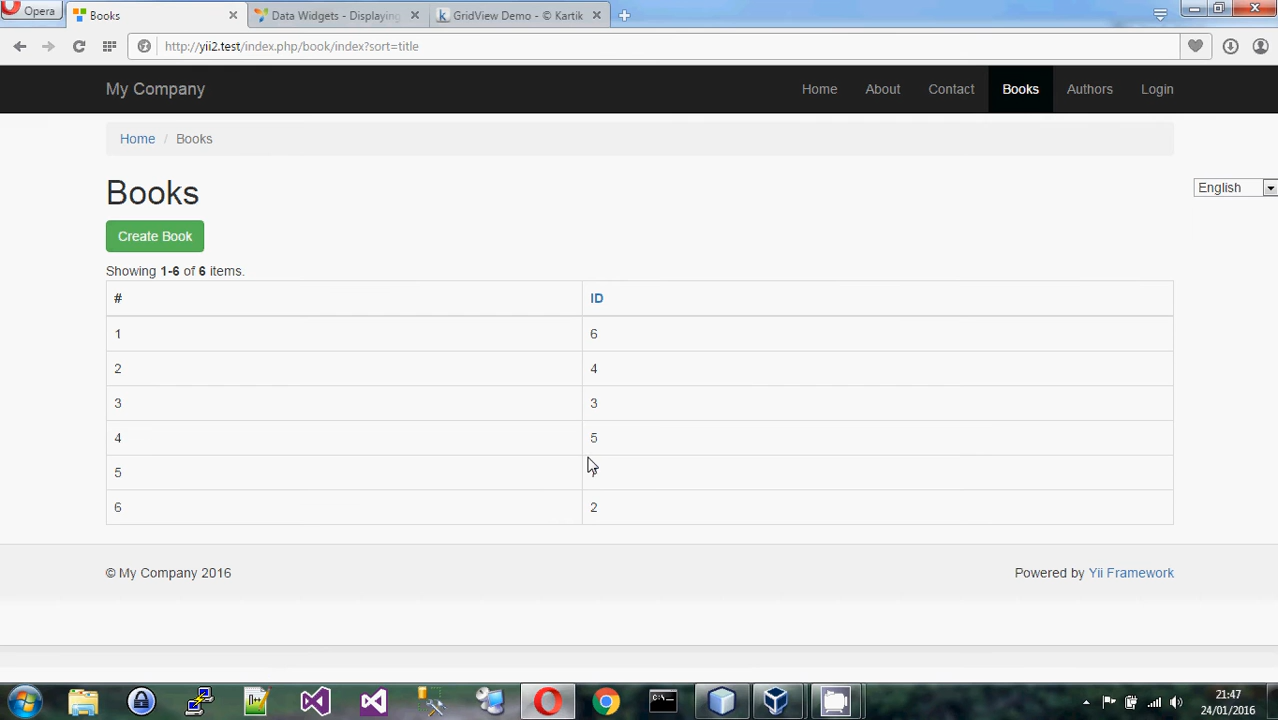 Opera
Books
Data Widgets - Displaying
GridView Demo - © Kartik
http://yii2.test/index.php/book/index?sort=title
My Company
Home
About
Contact
Books
Authors
Login
Home / Books
Books
English
Create Book
Showing 1-6 of 6 items.
# ID
1 6
2 4
3 3
4 5
5
6 2
© My Company 2016
Powered by Yii Framework
21:47
24/01/2016